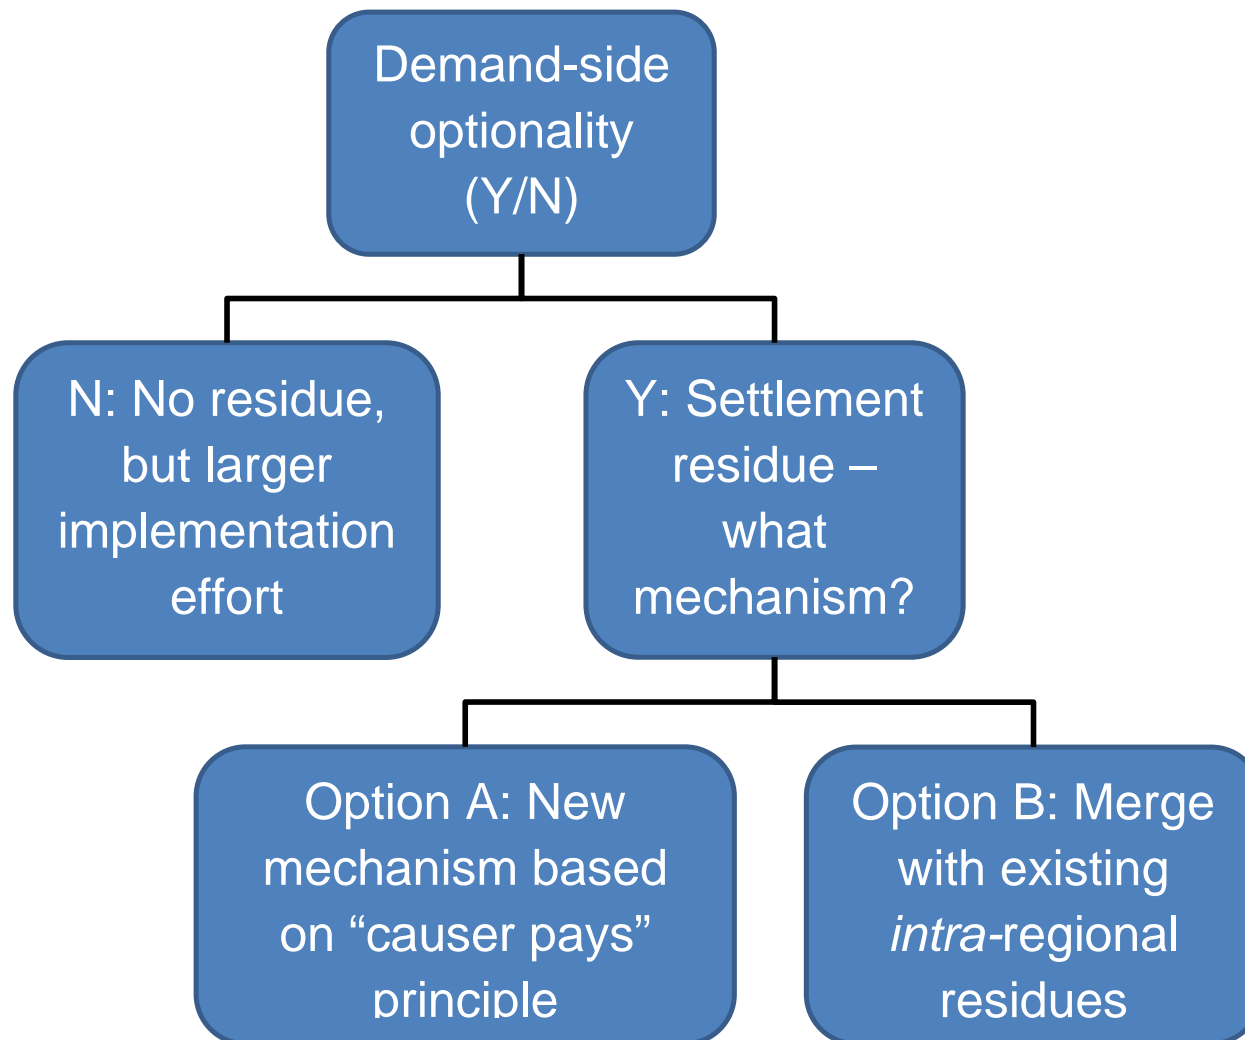 Demand-side
optionality
(Y/N)
N: No residue,
but larger
implementation
effort
Y: Settlement
residue –
what
mechanism?
Option A: New
mechanism based
on “causer pays”
principle
Option B: Merge
with existing
intra-regional
residues